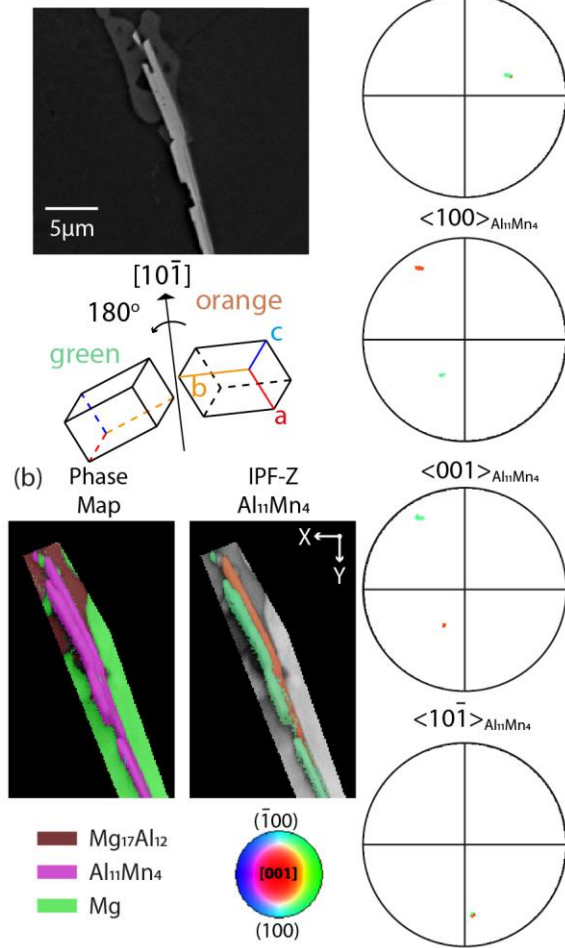 5μm
<100>Al₁₁Mn₄
[101̅]
180°
orange
green
c
b
a
(b)
Phase
Map
IPF-Z
Al₁₁Mn₄
<001>Al₁₁Mn₄
X
Y
<101̅>Al₁₁Mn₄
Mg₁₇Al₁₂
Al₁₁Mn₄
Mg
(1̅00)
[001]
(100)